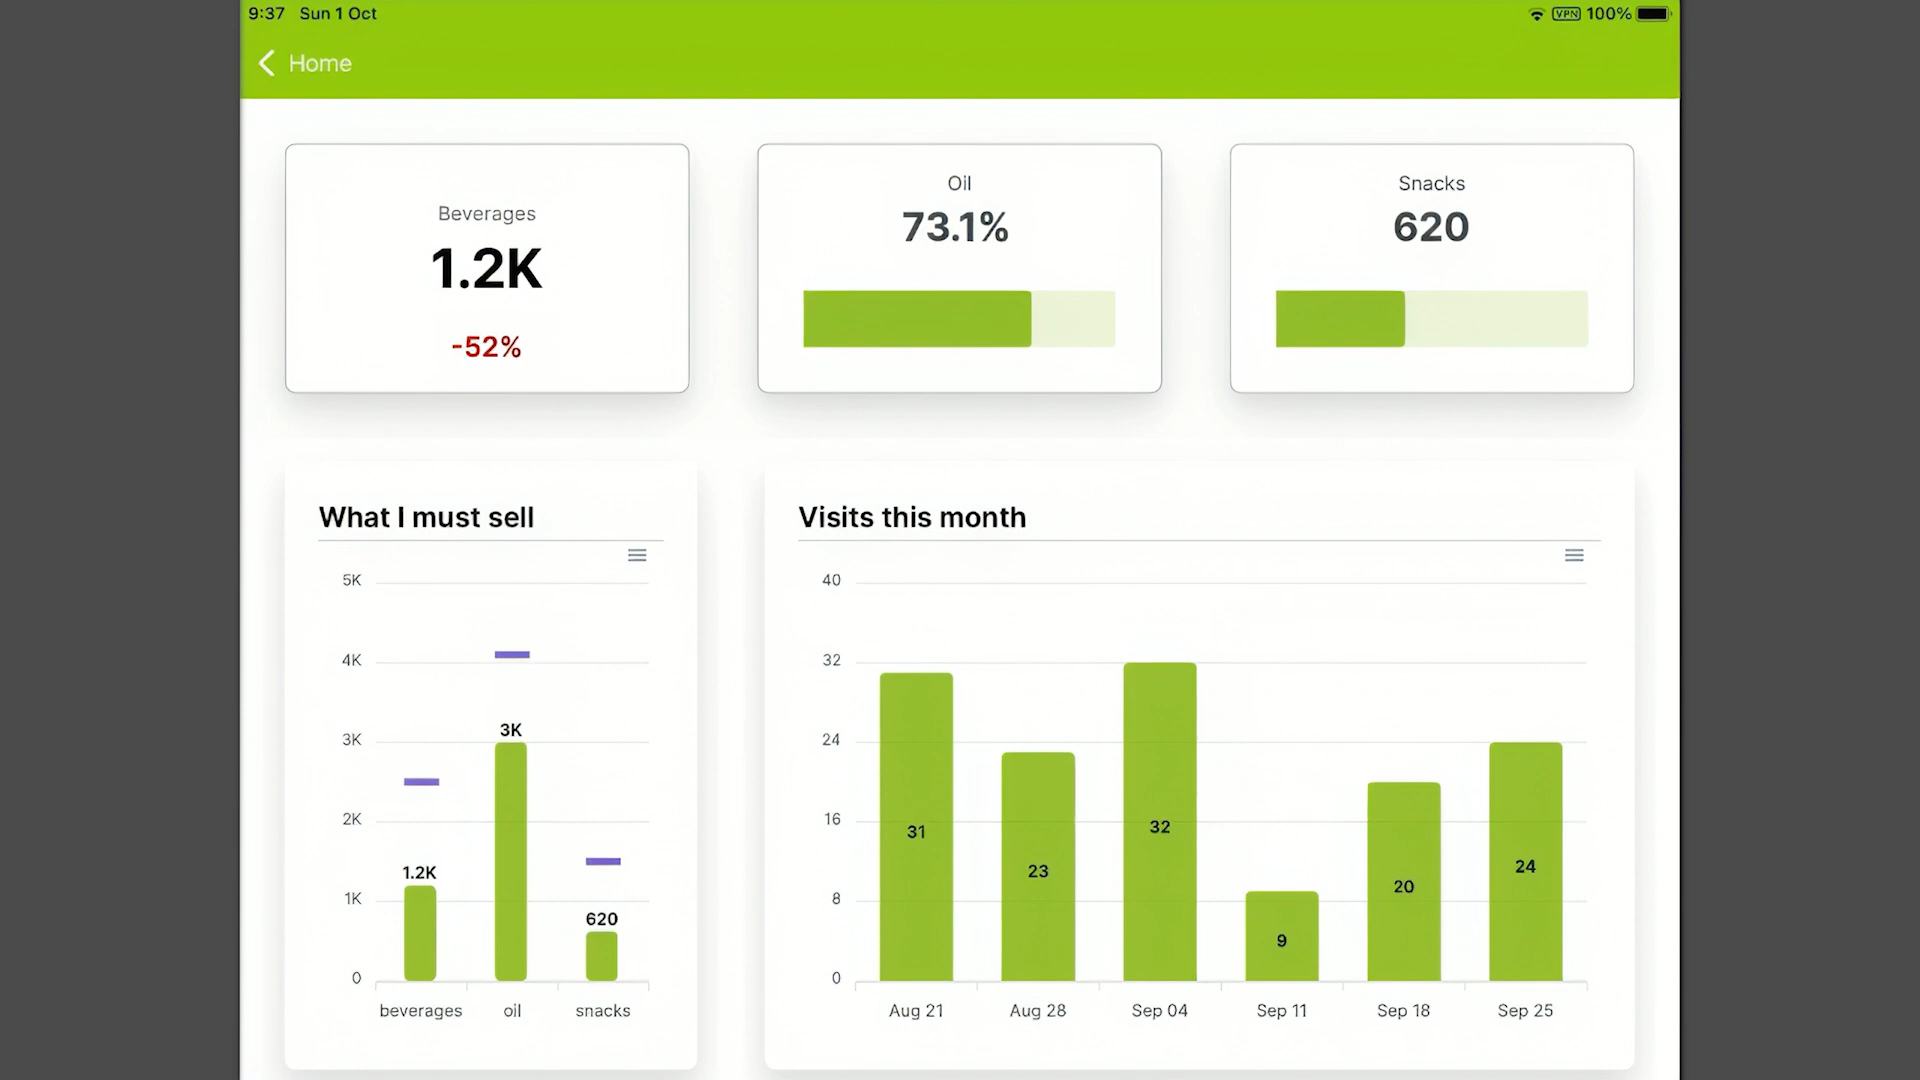 9:37 Sun 1 Oct VPN 100%
Home
Beverages
1.2K
-52%
Oil
73.1%
Snacks
620
What I must sell
5K
4K
3K
2K
1K
0
3K
1.2K
620
beverages oil snacks
Visits this month
40
32
24
16
8
0
31
23
32
9
20
24
Aug 21 Aug 28 Sep 04 Sep 11 Sep 18 Sep 25